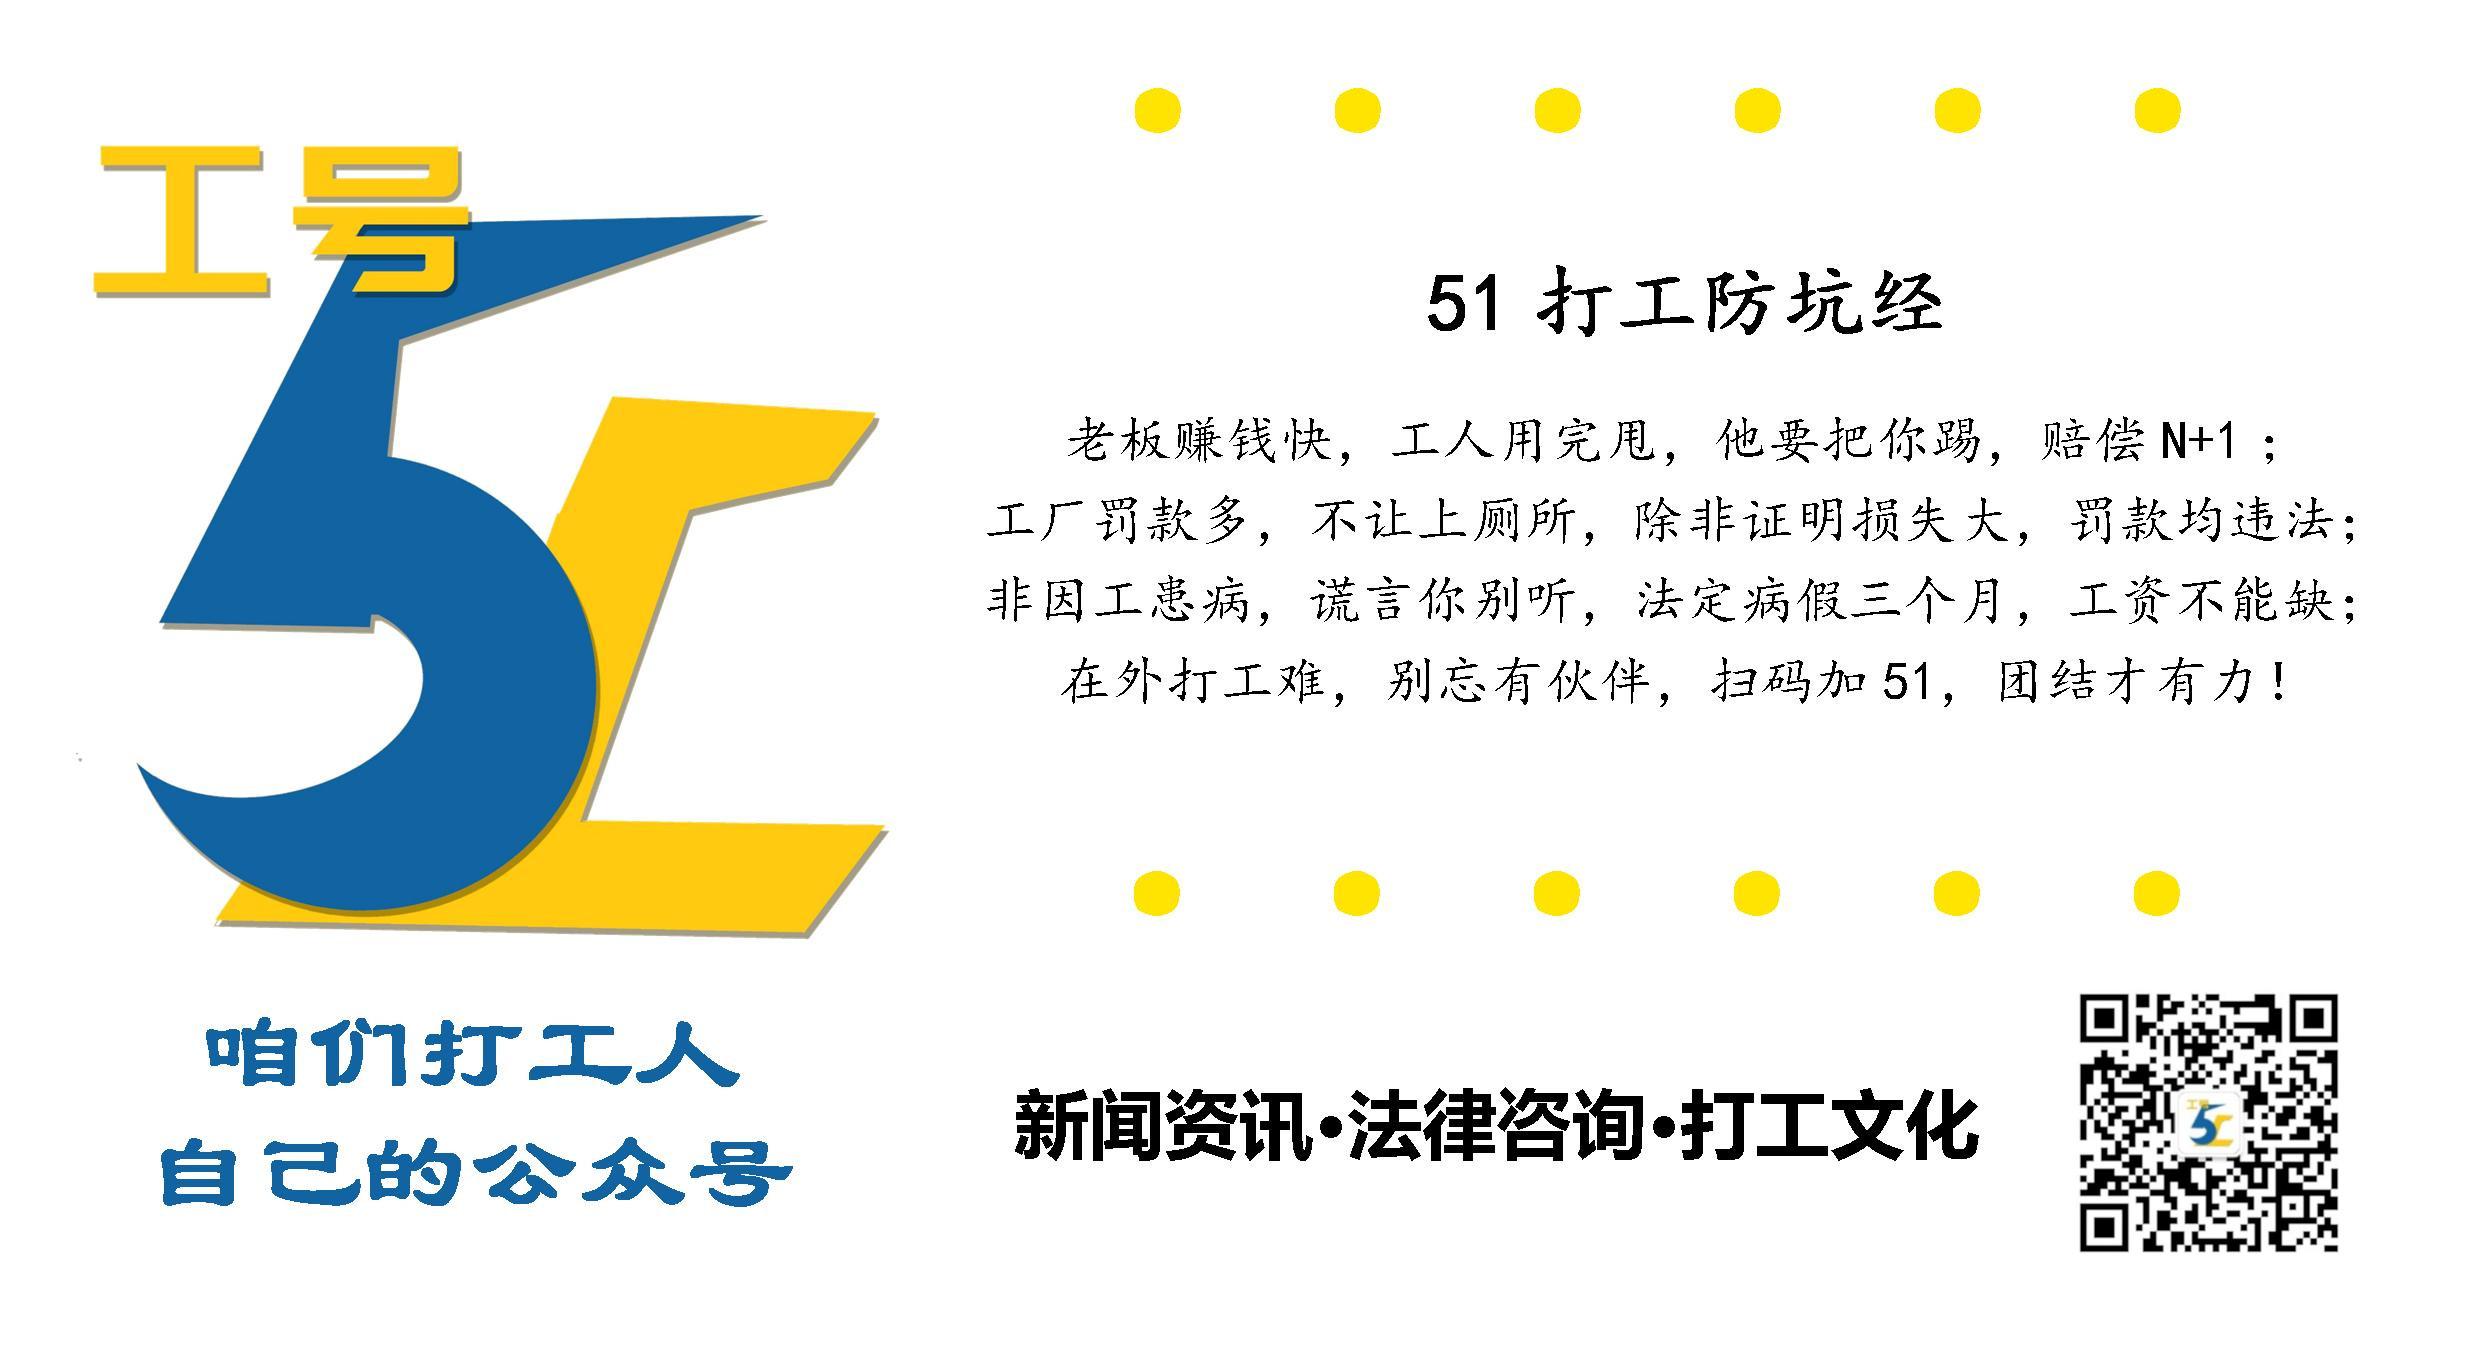 工号
51
咱们打工人
自己的公众号
51 打工防坑经
老板赚钱快，工人用完甩，他要把你踢，赔偿 N+1；
工厂罚款多，不让上厕所，除非证明损失大，罚款均违法；
非因工患病，谎言你别听，法定病假三个月，工资不能缺；
在外打工难，别忘有伙伴，扫码加 51，团结才有力！
新闻资讯•法律咨询•打工文化
工号
51